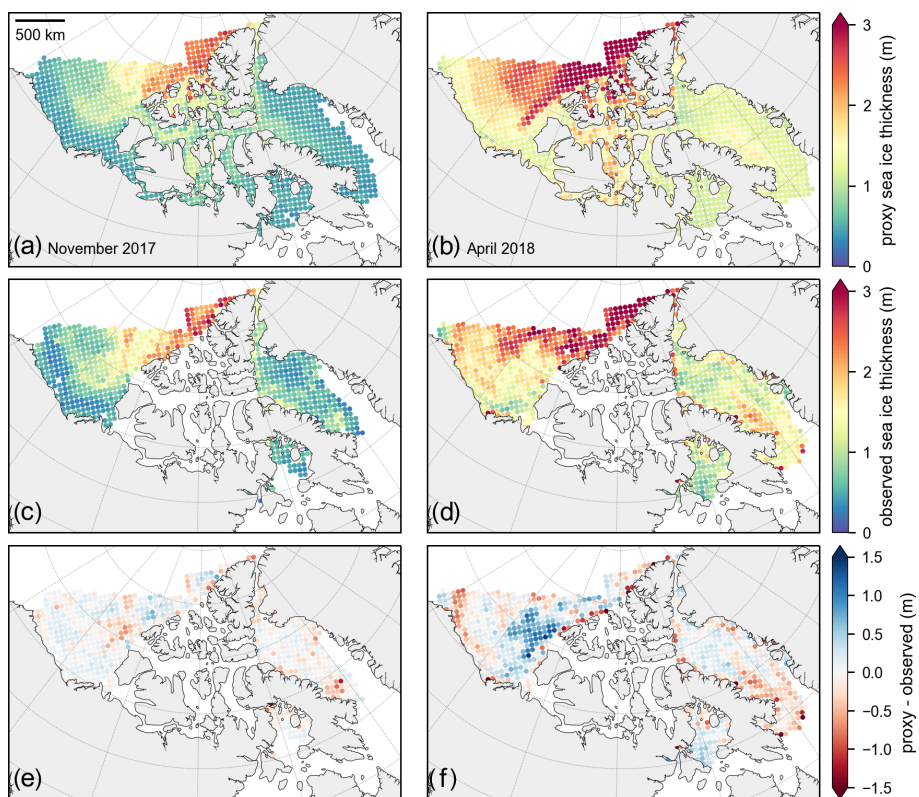 500 km
(a) November 2017
(b) April 2018
3
2
1
0
proxy sea ice thickness (m)
(c)
(d)
3
2
1
0
observed sea ice thickness (m)
(e)
(f)
1.5
1.0
0.5
0.0
−0.5
−1.0
−1.5
proxy - observed (m)